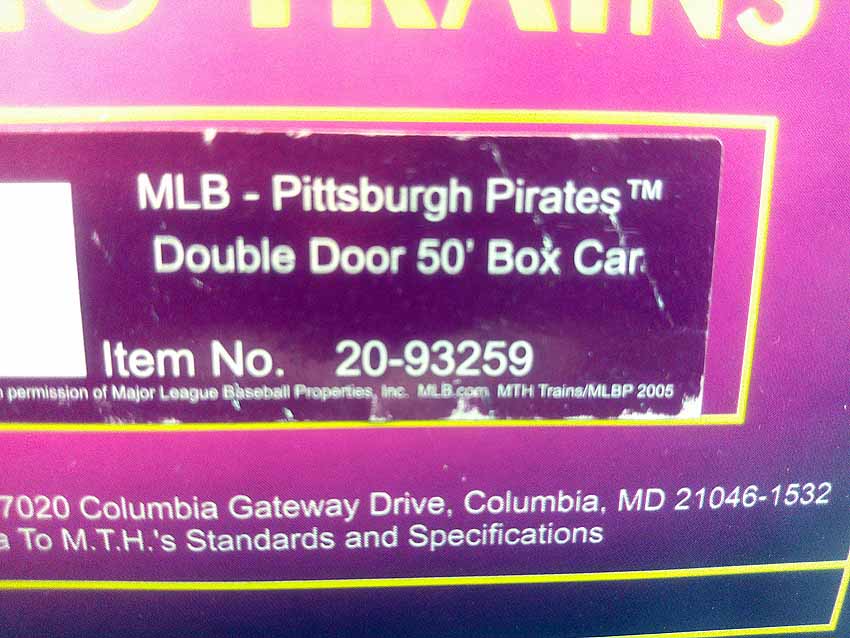 TRAINS
MLB - Pittsburgh Pirates™
Double Door 50' Box Car
Item No. 20-93259
permission of Major League Baseball Properties, Inc. MLB.com MTH Trains/MLBP 2005
7020 Columbia Gateway Drive, Columbia, MD 21046-1532
To M.T.H.'s Standards and Specifications